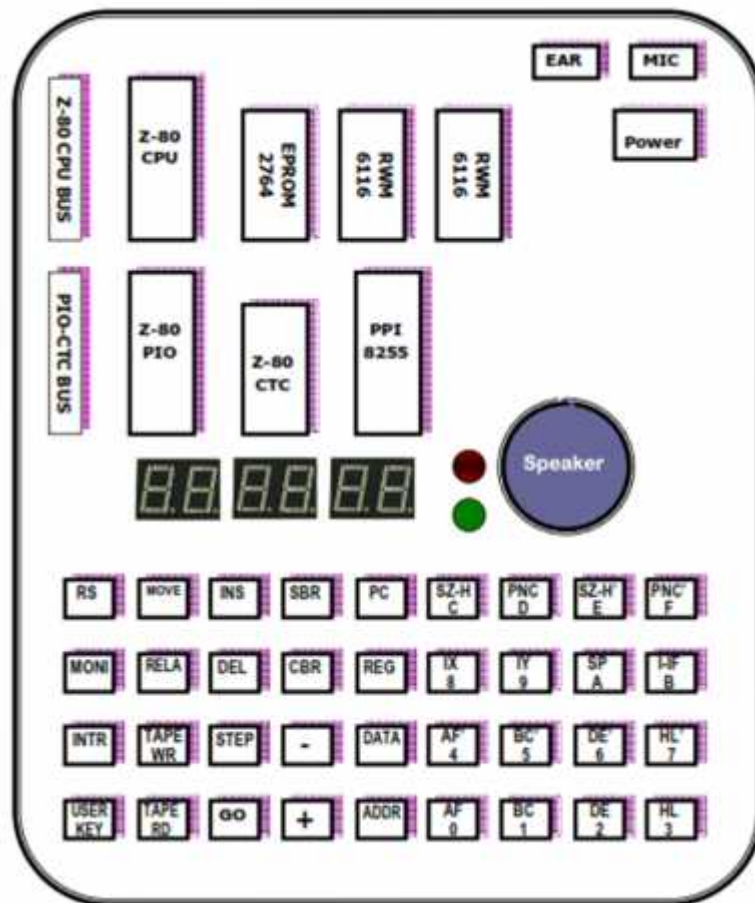 EAR
MIC
Power
Z-80 CPU BUS
Z-80
CPU
EPROM
2764
RWM
6116
RWM
6116
PIO-CTC BUS
Z-80
PIO
Z-80
CTC
PPI
8255
Speaker
RS
MOVE
INS
SBR
PC
SZ-H
C
PNC
D
SZ-H'
E
PNC'
F
MONI
RELA
DEL
CBR
REG
IX
8
IY
9
SP
A
I-IF
B
INTR
TAPE
WR
STEP
-
DATA
AF'
4
BC'
5
DE'
6
HL'
7
USER
KEY
TAPE
RD
GO
+
ADDR
AF
0
BC
1
DE
2
HL
3